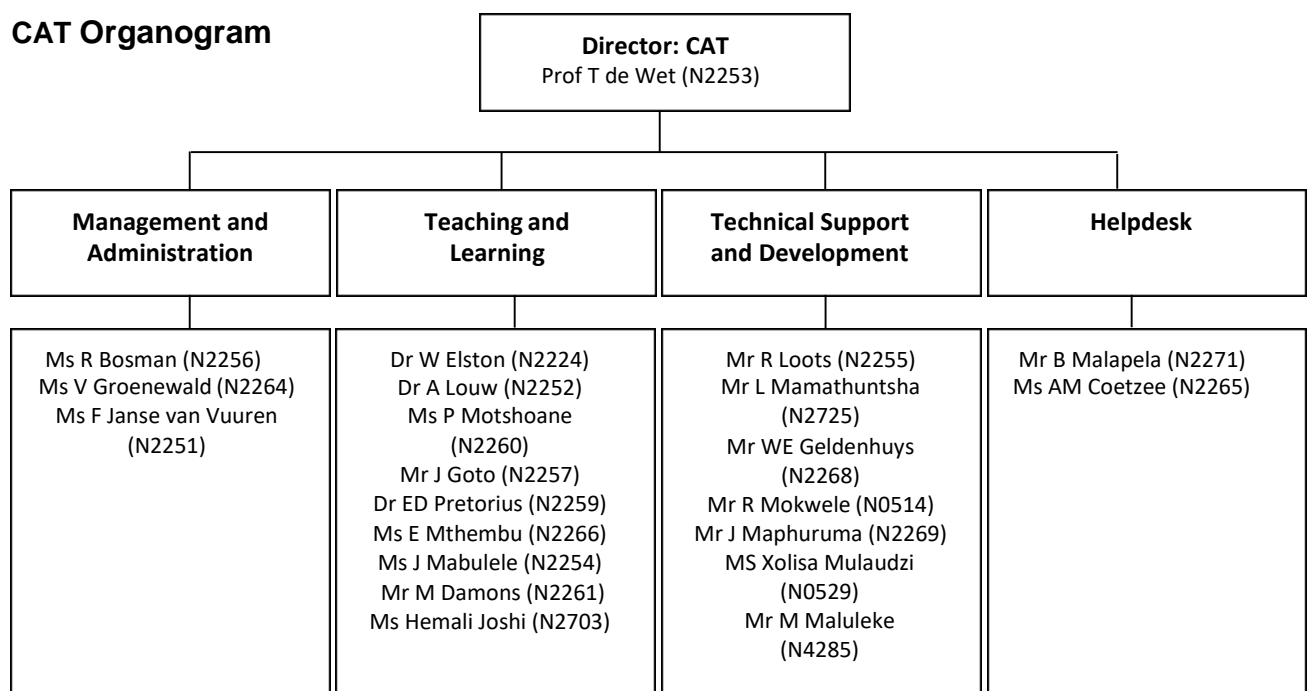 CAT Organogram
Director: CAT
Prof T de Wet (N2253)
Management and
Administration
Teaching and
Learning
Technical Support
and Development
Helpdesk
Ms R Bosman (N2256)
Ms V Groenewald (N2264)
Ms F Janse van Vuuren
(N2251)
Dr W Elston (N2224)
Dr A Louw (N2252)
Ms P Motshoane
(N2260)
Mr J Goto (N2257)
Dr ED Pretorius (N2259)
Ms E Mthembu (N2266)
Ms J Mabulele (N2254)
Mr M Damons (N2261)
Ms Hemali Joshi (N2703)
Mr R Loots (N2255)
Mr L Mamathuntsha
(N2725)
Mr WE Geldenhuys
(N2268)
Mr R Mokwele (N0514)
Mr J Maphuruma (N2269)
MS Xolisa Mulaudzi
(N0529)
Mr M Maluleke
(N4285)
Mr B Malapela (N2271)
Ms AM Coetzee (N2265)